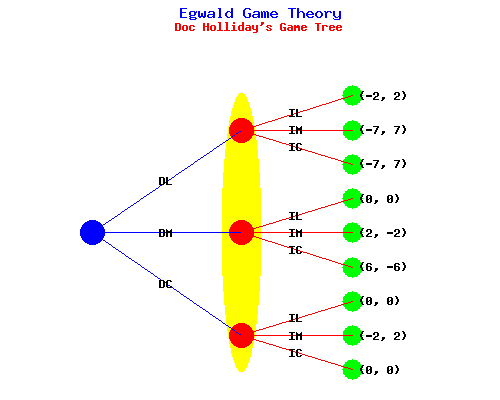 Egwald Game Theory
Doc Holliday's Game Tree
(-2, 2)
IL
IM
(-7, 7)
IC
(-7, 7)
DL
(0, 0)
IL
DM
IM
(2, -2)
IC
(6, -6)
DC
(0, 0)
IL
IM
(-2, 2)
IC
(0, 0)